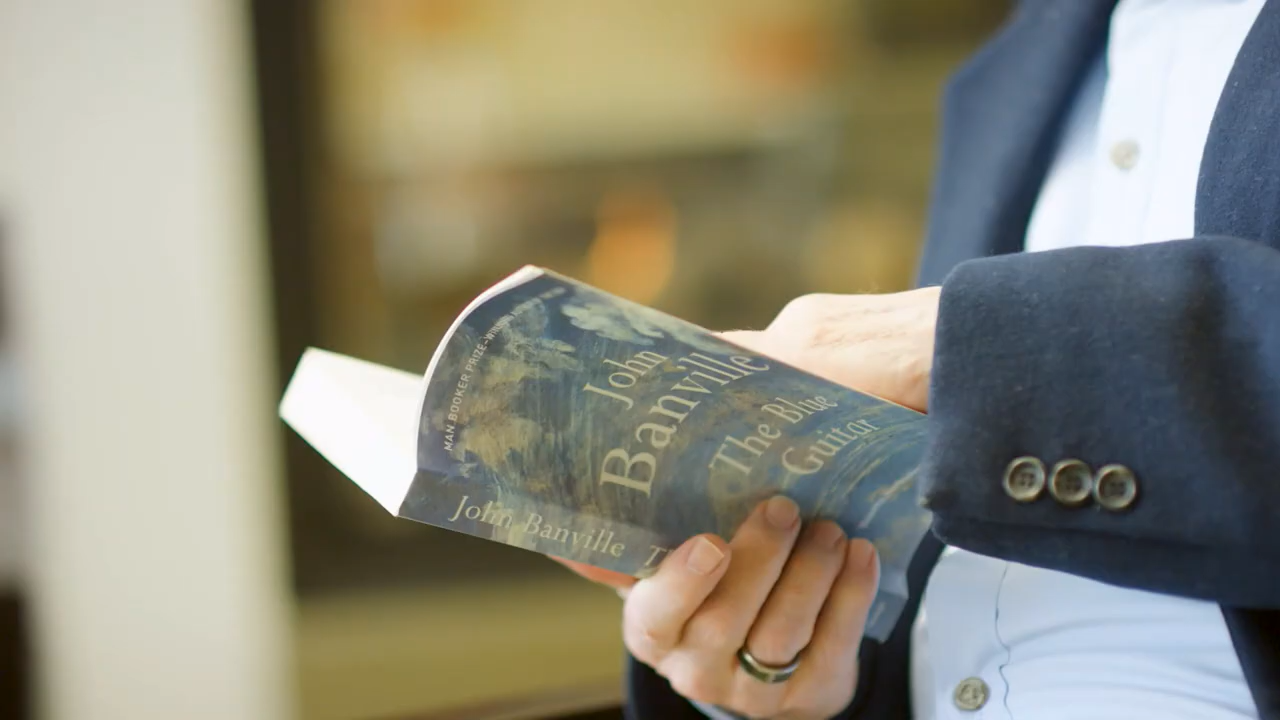 MAN BOOKER PRIZE-WINNING
John
Banville
The Blue
Guitar
John Banville